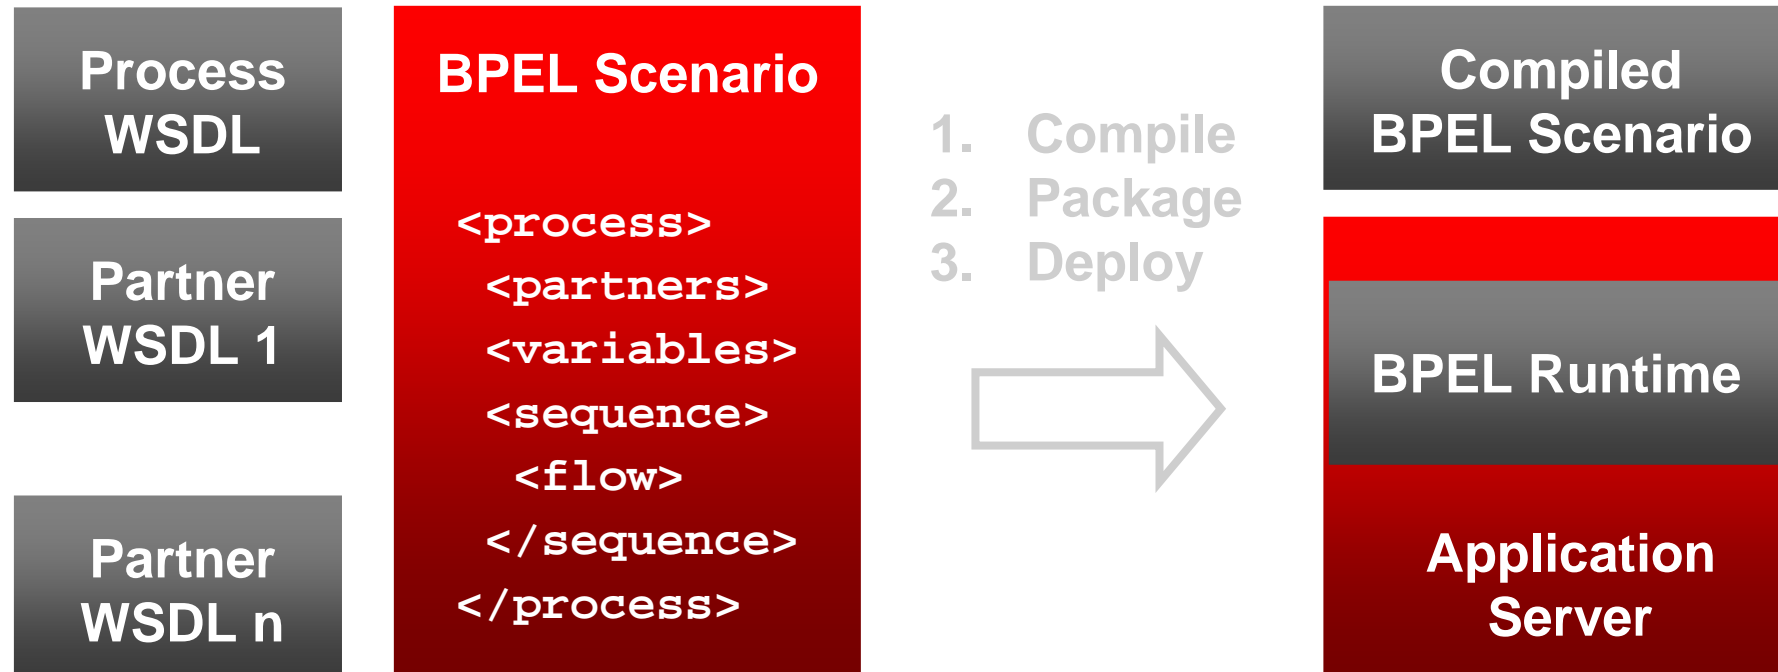 Process
WSDL
Partner
WSDL 1
Partner
WSDL n
BPEL Scenario
<process>
<partners>
<variables>
<sequence>
<flow>
</sequence>
</process>
1. Compile
2. Package
3. Deploy
Compiled
BPEL Scenario
BPEL Runtime
Application
Server